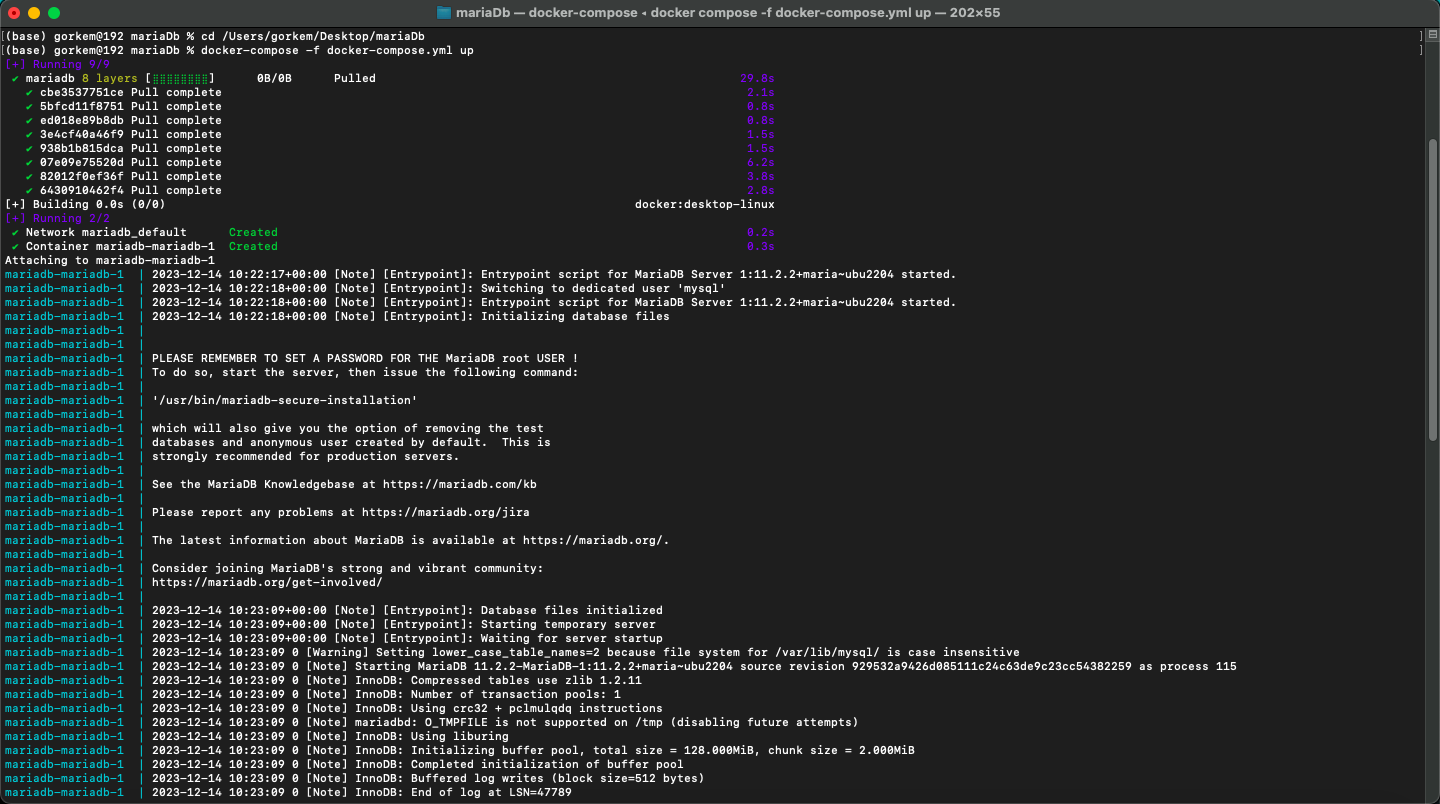 mariaDb — docker-compose ◂ docker compose -f docker-compose.yml up — 202×55
(base) gorkem@192 mariaDb % cd /Users/gorkem/Desktop/mariaDb
(base) gorkem@192 mariaDb % docker-compose -f docker-compose.yml up
[+] Running 9/9
✔ mariadb 8 layers [⣿⣿⣿⣿⣿⣿⣿⣿] 0B/0B Pulled 29.8s
✔ cbe3537751ce Pull complete 2.1s
✔ 5bfcd11f8751 Pull complete 0.8s
✔ ed018e89b8db Pull complete 0.8s
✔ 3e4cf40a46f9 Pull complete 1.5s
✔ 938b1b815dca Pull complete 1.5s
✔ 07e09e75520d Pull complete 6.2s
✔ 82012f0ef36f Pull complete 3.8s
✔ 6430910462f4 Pull complete 2.8s
[+] Building 0.0s (0/0) docker:desktop-linux
[+] Running 2/2
✔ Network mariadb_default Created 0.2s
✔ Container mariadb-mariadb-1 Created 0.3s
Attaching to mariadb-mariadb-1
mariadb-mariadb-1 | 2023-12-14 10:22:17+00:00 [Note] [Entrypoint]: Entrypoint script for MariaDB Server 1:11.2.2+maria~ubu2204 started.
mariadb-mariadb-1 | 2023-12-14 10:22:18+00:00 [Note] [Entrypoint]: Switching to dedicated user 'mysql'
mariadb-mariadb-1 | 2023-12-14 10:22:18+00:00 [Note] [Entrypoint]: Entrypoint script for MariaDB Server 1:11.2.2+maria~ubu2204 started.
mariadb-mariadb-1 | 2023-12-14 10:22:18+00:00 [Note] [Entrypoint]: Initializing database files
mariadb-mariadb-1 |
mariadb-mariadb-1 |
mariadb-mariadb-1 | PLEASE REMEMBER TO SET A PASSWORD FOR THE MariaDB root USER !
mariadb-mariadb-1 | To do so, start the server, then issue the following command:
mariadb-mariadb-1 |
mariadb-mariadb-1 | '/usr/bin/mariadb-secure-installation'
mariadb-mariadb-1 |
mariadb-mariadb-1 | which will also give you the option of removing the test
mariadb-mariadb-1 | databases and anonymous user created by default. This is
mariadb-mariadb-1 | strongly recommended for production servers.
mariadb-mariadb-1 |
mariadb-mariadb-1 | See the MariaDB Knowledgebase at https://mariadb.com/kb
mariadb-mariadb-1 |
mariadb-mariadb-1 | Please report any problems at https://mariadb.org/jira
mariadb-mariadb-1 |
mariadb-mariadb-1 | The latest information about MariaDB is available at https://mariadb.org/.
mariadb-mariadb-1 |
mariadb-mariadb-1 | Consider joining MariaDB's strong and vibrant community:
mariadb-mariadb-1 | https://mariadb.org/get-involved/
mariadb-mariadb-1 |
mariadb-mariadb-1 | 2023-12-14 10:23:09+00:00 [Note] [Entrypoint]: Database files initialized
mariadb-mariadb-1 | 2023-12-14 10:23:09+00:00 [Note] [Entrypoint]: Starting temporary server
mariadb-mariadb-1 | 2023-12-14 10:23:09+00:00 [Note] [Entrypoint]: Waiting for server startup
mariadb-mariadb-1 | 2023-12-14 10:23:09 0 [Warning] Setting lower_case_table_names=2 because file system for /var/lib/mysql/ is case insensitive
mariadb-mariadb-1 | 2023-12-14 10:23:09 0 [Note] Starting MariaDB 11.2.2-MariaDB-1:11.2.2+maria~ubu2204 source revision 929532a9426d085111c24c63de9c23cc54382259 as process 115
mariadb-mariadb-1 | 2023-12-14 10:23:09 0 [Note] InnoDB: Compressed tables use zlib 1.2.11
mariadb-mariadb-1 | 2023-12-14 10:23:09 0 [Note] InnoDB: Number of transaction pools: 1
mariadb-mariadb-1 | 2023-12-14 10:23:09 0 [Note] InnoDB: Using crc32 + pclmulqdq instructions
mariadb-mariadb-1 | 2023-12-14 10:23:09 0 [Note] mariadbd: O_TMPFILE is not supported on /tmp (disabling future attempts)
mariadb-mariadb-1 | 2023-12-14 10:23:09 0 [Note] InnoDB: Using liburing
mariadb-mariadb-1 | 2023-12-14 10:23:09 0 [Note] InnoDB: Initializing buffer pool, total size = 128.000MiB, chunk size = 2.000MiB
mariadb-mariadb-1 | 2023-12-14 10:23:09 0 [Note] InnoDB: Completed initialization of buffer pool
mariadb-mariadb-1 | 2023-12-14 10:23:09 0 [Note] InnoDB: Buffered log writes (block size=512 bytes)
mariadb-mariadb-1 | 2023-12-14 10:23:09 0 [Note] InnoDB: End of log at LSN=47789